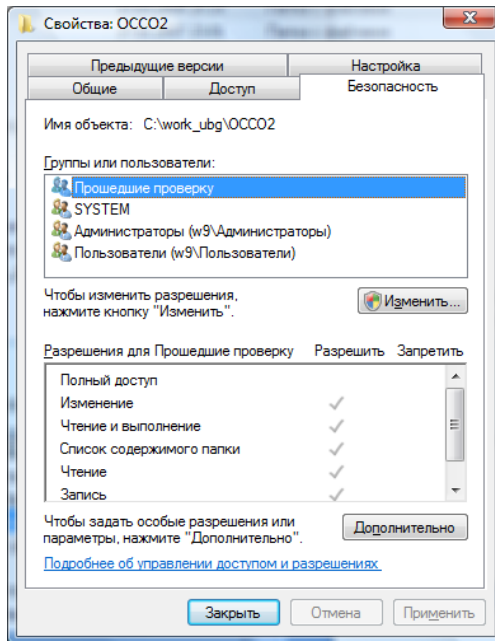 Свойства: OCCO2
Предыдущие версии
Настройка
Общие
Доступ
Безопасность
Имя объекта: C:\work_ubg\OCCO2
Группы или пользователи:
Прошедшие проверку
SYSTEM
Администраторы (w9\Администраторы)
Пользователи (w9\Пользователи)
Чтобы изменить разрешения,
нажмите кнопку "Изменить".
Изменить...
Разрешения для Прошедшие проверку Разрешить Запретить
Полный доступ
Изменение
Чтение и выполнение
Список содержимого папки
Чтение
Запись
Чтобы задать особые разрешения или
параметры, нажмите "Дополнительно".
Дополнительно
Подробнее об управлении доступом и разрешениях
Закрыть Отмена Применить